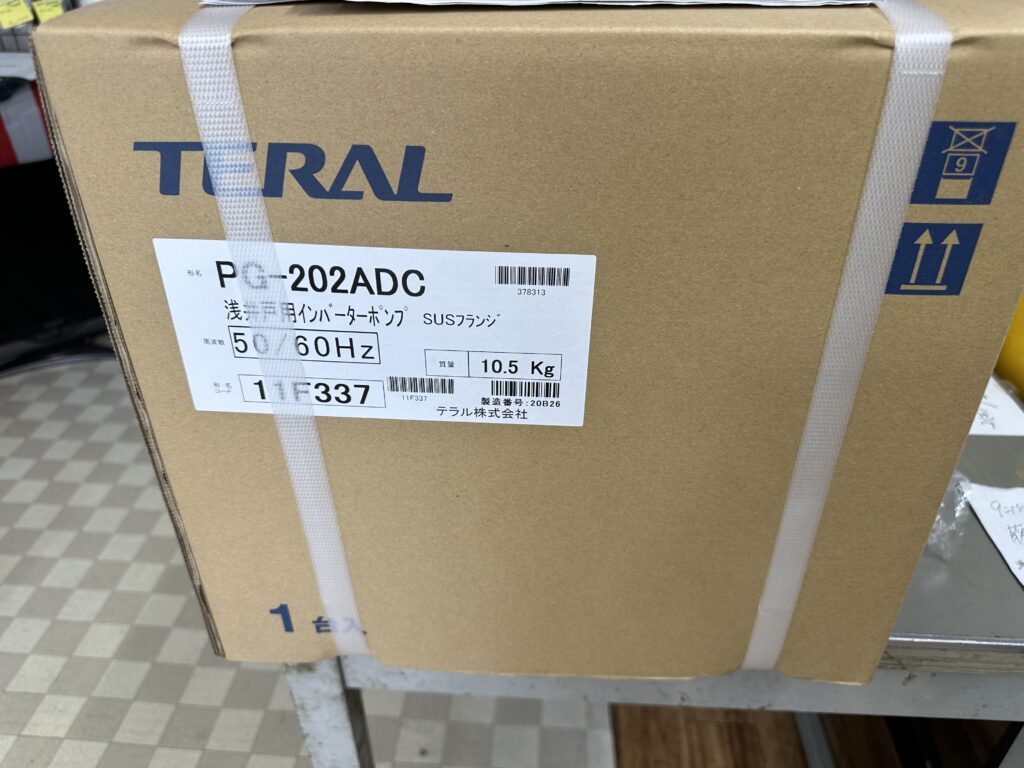 TERAL
形名 PG-202ADC
378313
浅井戸用インバーターポンプ SUSフランジ
周波数 50/60Hz
質量 10.5 Kg
形名コード 11F337
11F337
製造番号:20B26
テラル株式会社
9
1台入